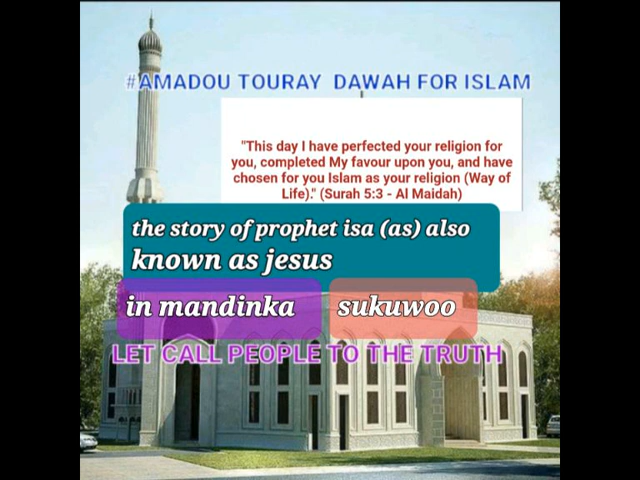 #AMADOU TOURAY DAWAH FOR ISLAM
"This day I have perfected your religion for
you, completed My favour upon you, and have
chosen for you Islam as your religion (Way of
Life)." (Surah 5:3 - Al Maidah)
the story of prophet isa (as) also
known as jesus
in mandinka sukuwoo
LET CALL PEOPLE TO THE TRUTH